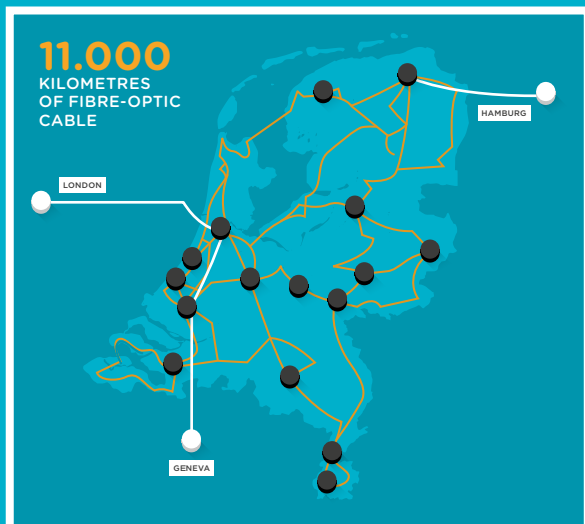 11.000
KILOMETRES
OF FIBRE-OPTIC
CABLE
HAMBURG
LONDON
GENEVA